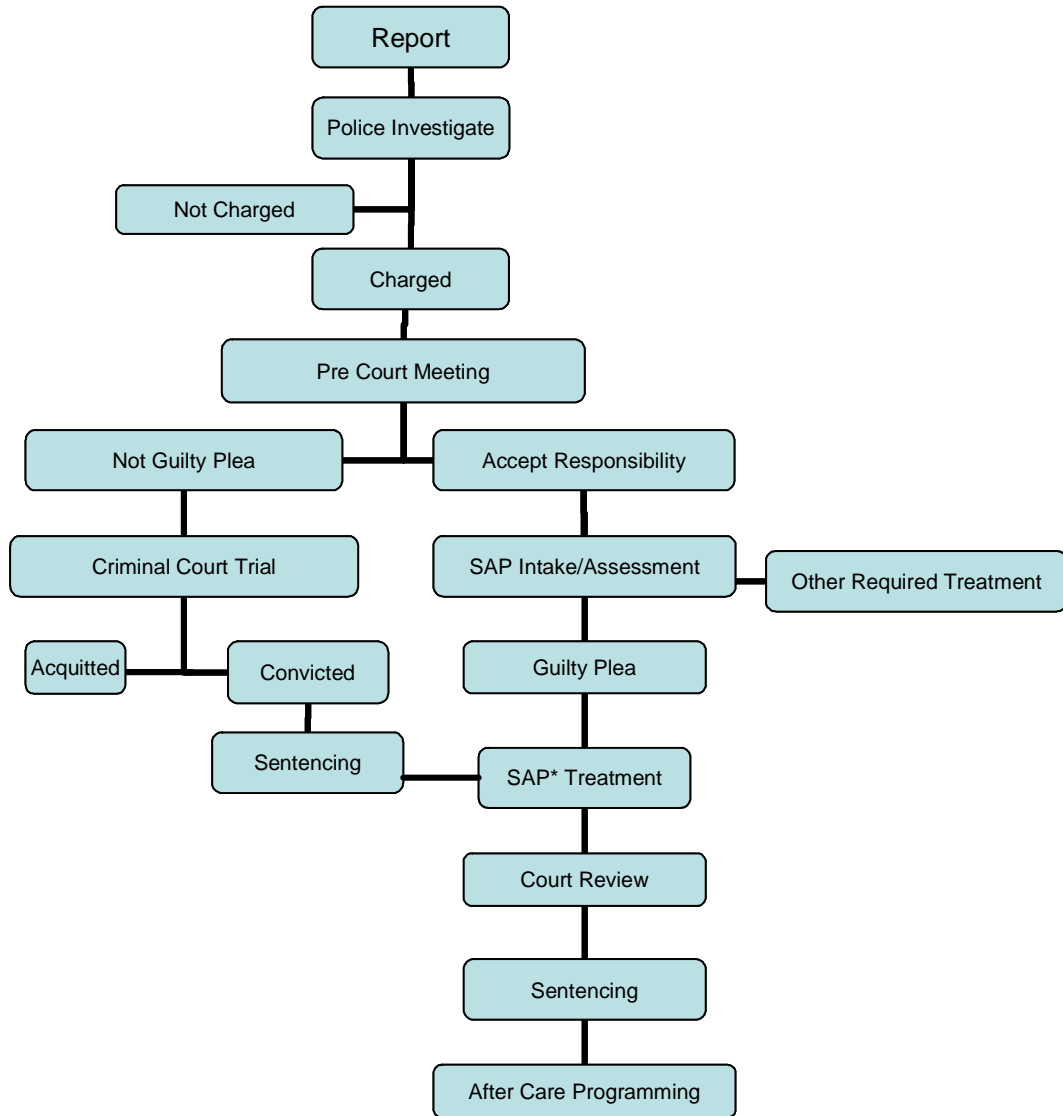 Report
Police Investigate
Not Charged
Charged
Pre Court Meeting
Not Guilty Plea
Accept Responsibility
Criminal Court Trial
SAP Intake/Assessment
Other Required Treatment
Acquitted
Convicted
Guilty Plea
Sentencing
SAP* Treatment
Court Review
Sentencing
After Care Programming